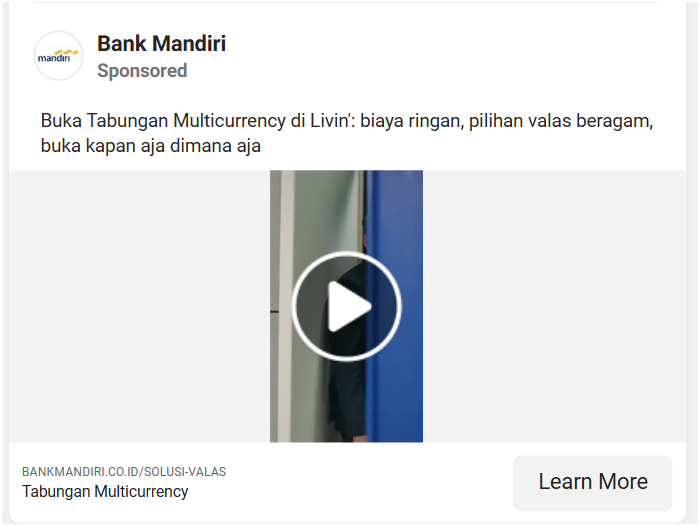 mandiri
Bank Mandiri
Sponsored
Buka Tabungan Multicurrency di Livin': biaya ringan, pilihan valas beragam,
buka kapan aja dimana aja
BANKMANDIRI.CO.ID/SOLUSI-VALAS
Tabungan Multicurrency
Learn More